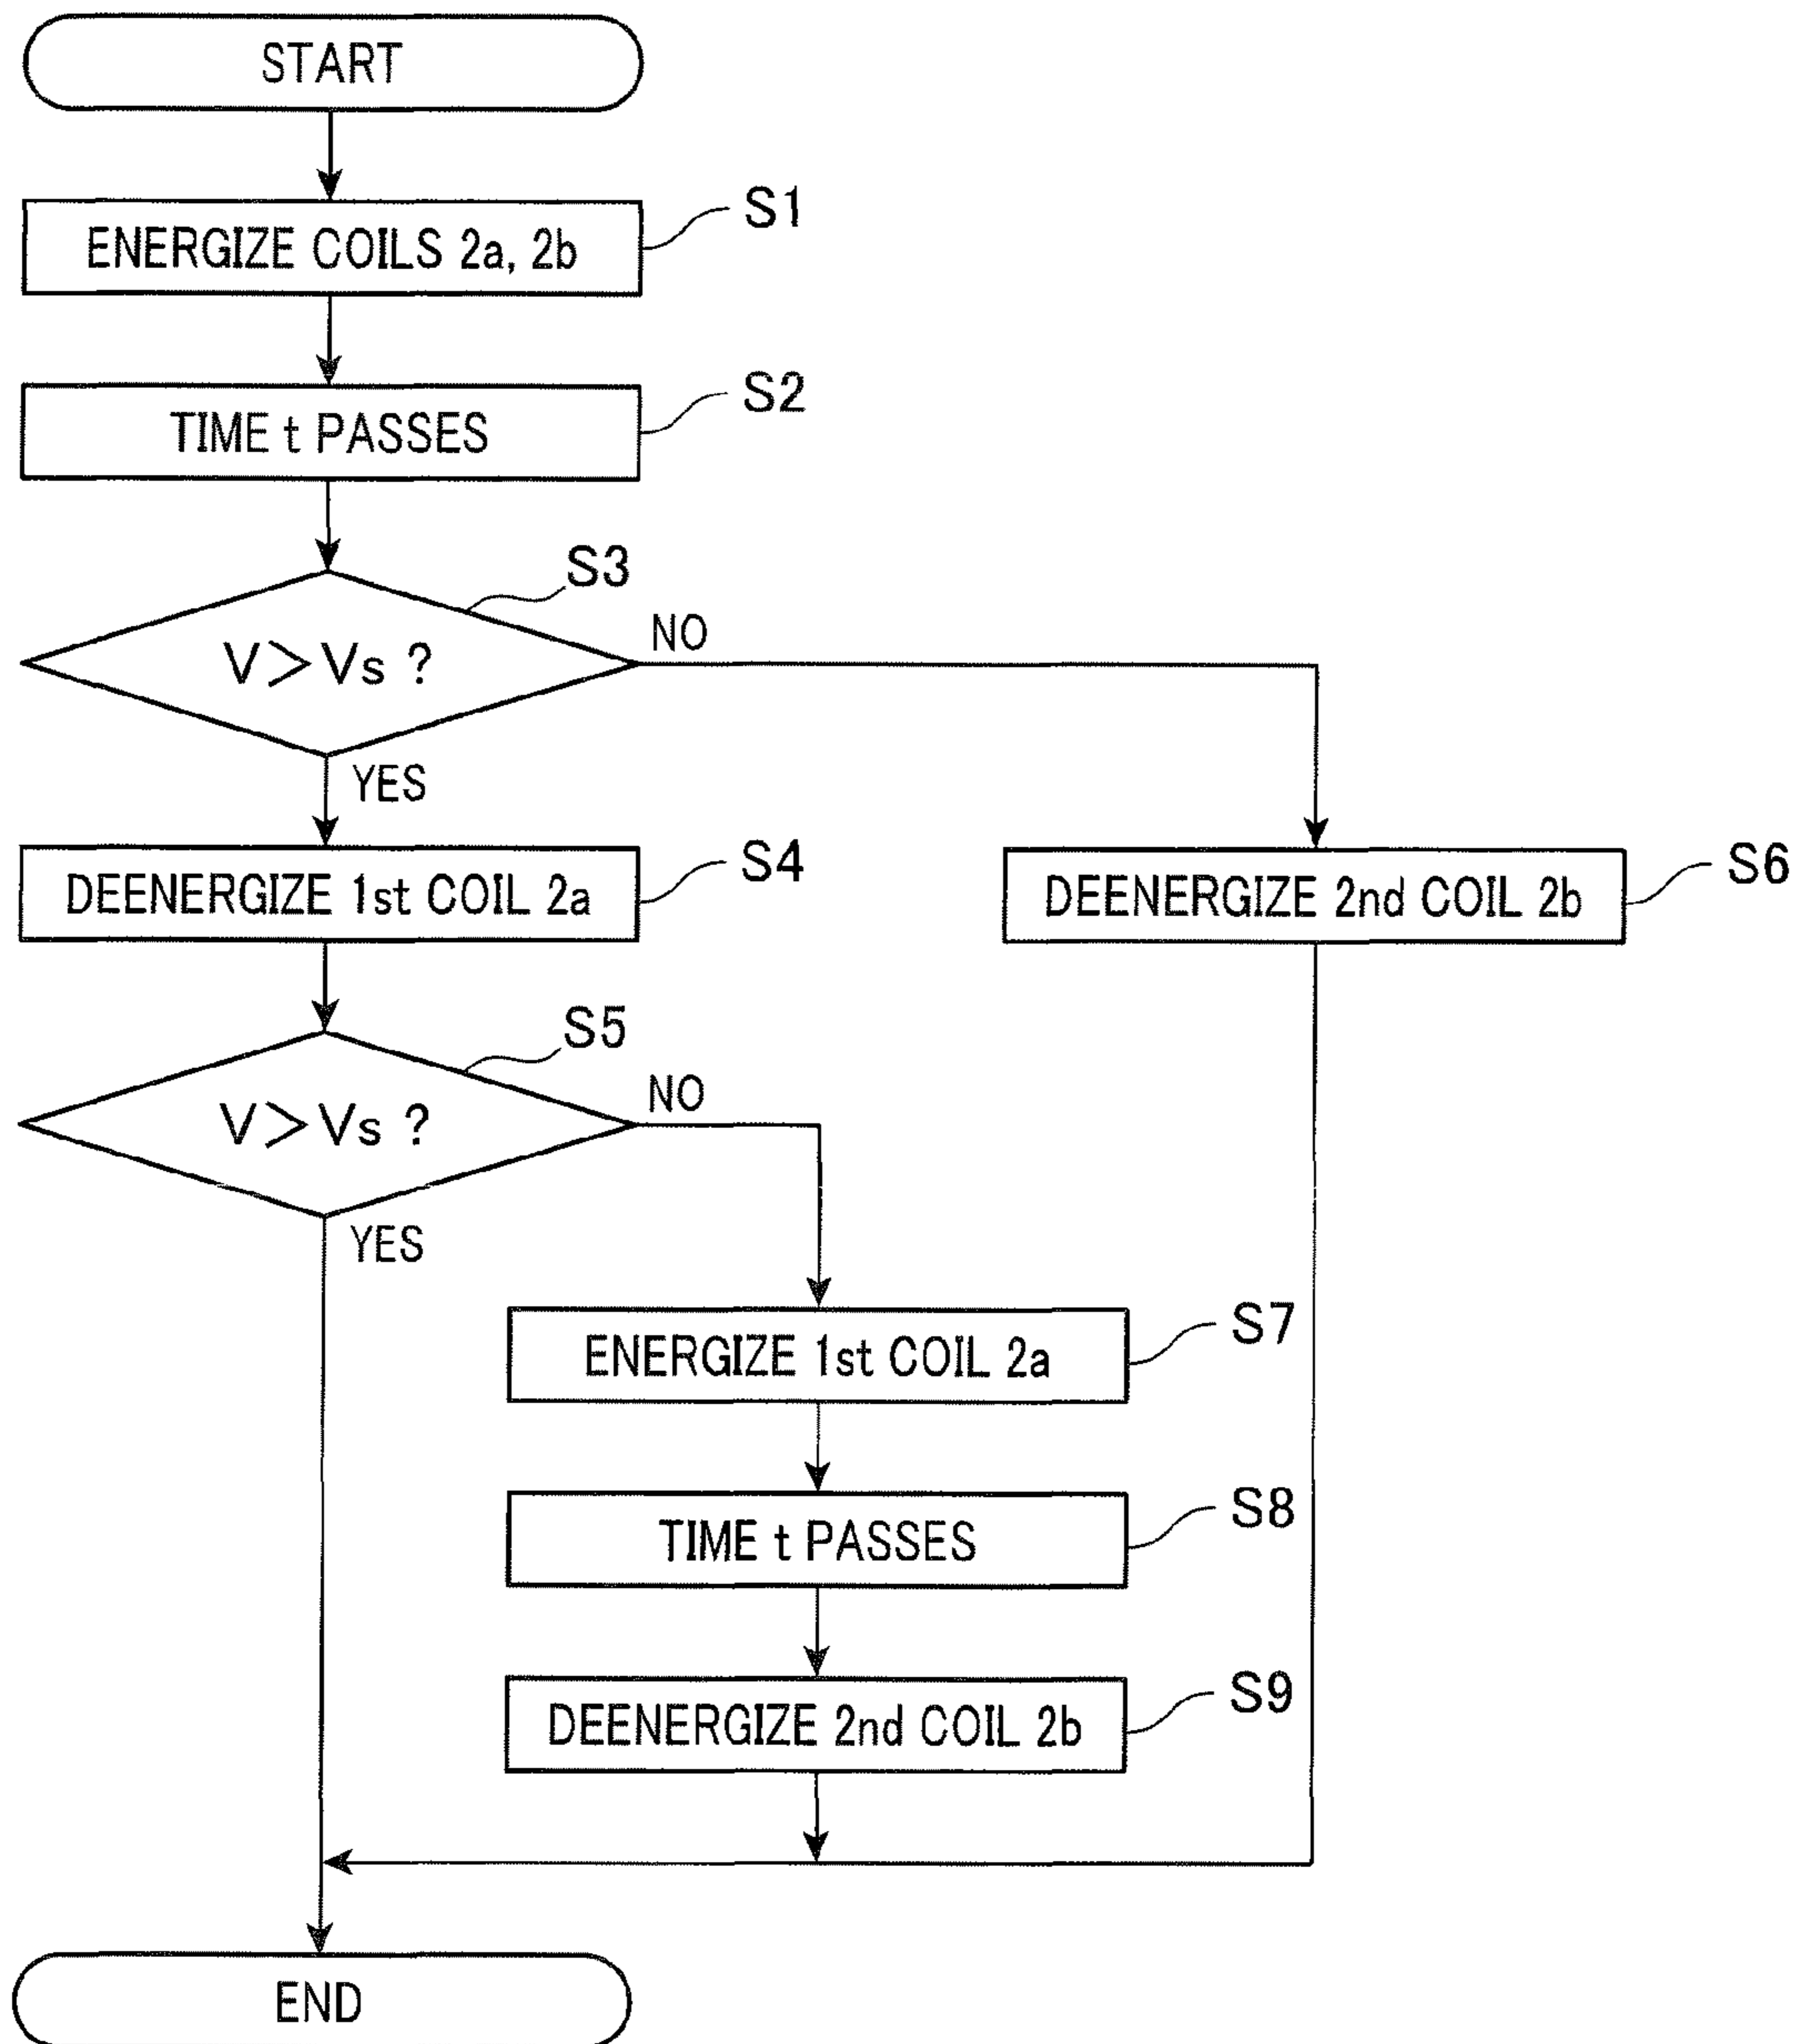 START
S1
ENERGIZE COILS 2a, 2b
S2
TIME t PASSES
S3
V>Vs ?
NO
YES
S4
DEENERGIZE 1st COIL 2a
S6
DEENERGIZE 2nd COIL 2b
S5
V>Vs ?
NO
YES
S7
ENERGIZE 1st COIL 2a
S8
TIME t PASSES
S9
DEENERGIZE 2nd COIL 2b
END